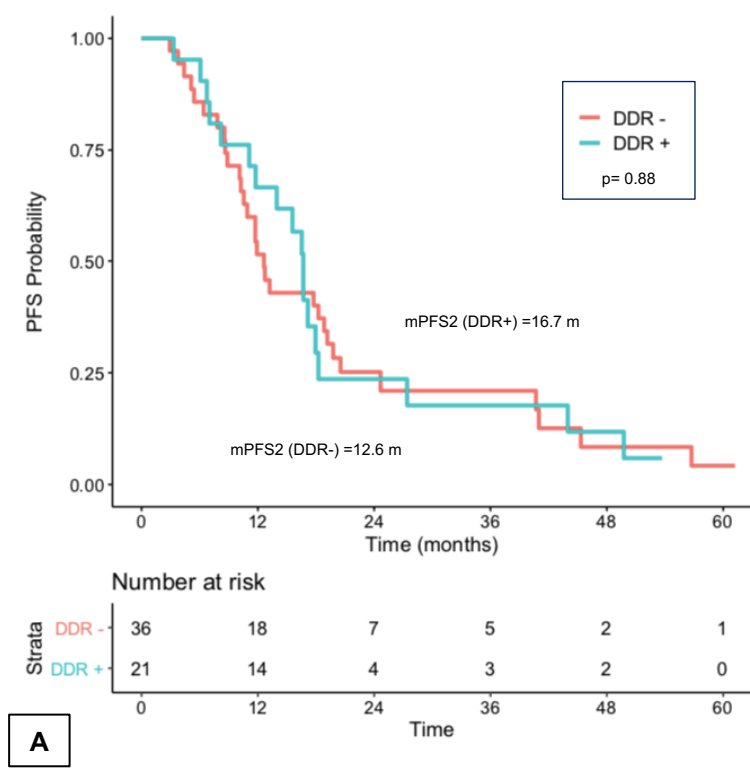 1.00
0.75
0.50
0.25
0.00
PFS Probability
DDR -
DDR +
p= 0.88
mPFS2 (DDR+) =16.7 m
mPFS2 (DDR-) =12.6 m
0 12 24 36 48 60
Time (months)
Number at risk
Strata
DDR - 36 18 7 5 2 1
DDR + 21 14 4 3 2 0
0 12 24 36 48 60
Time
A